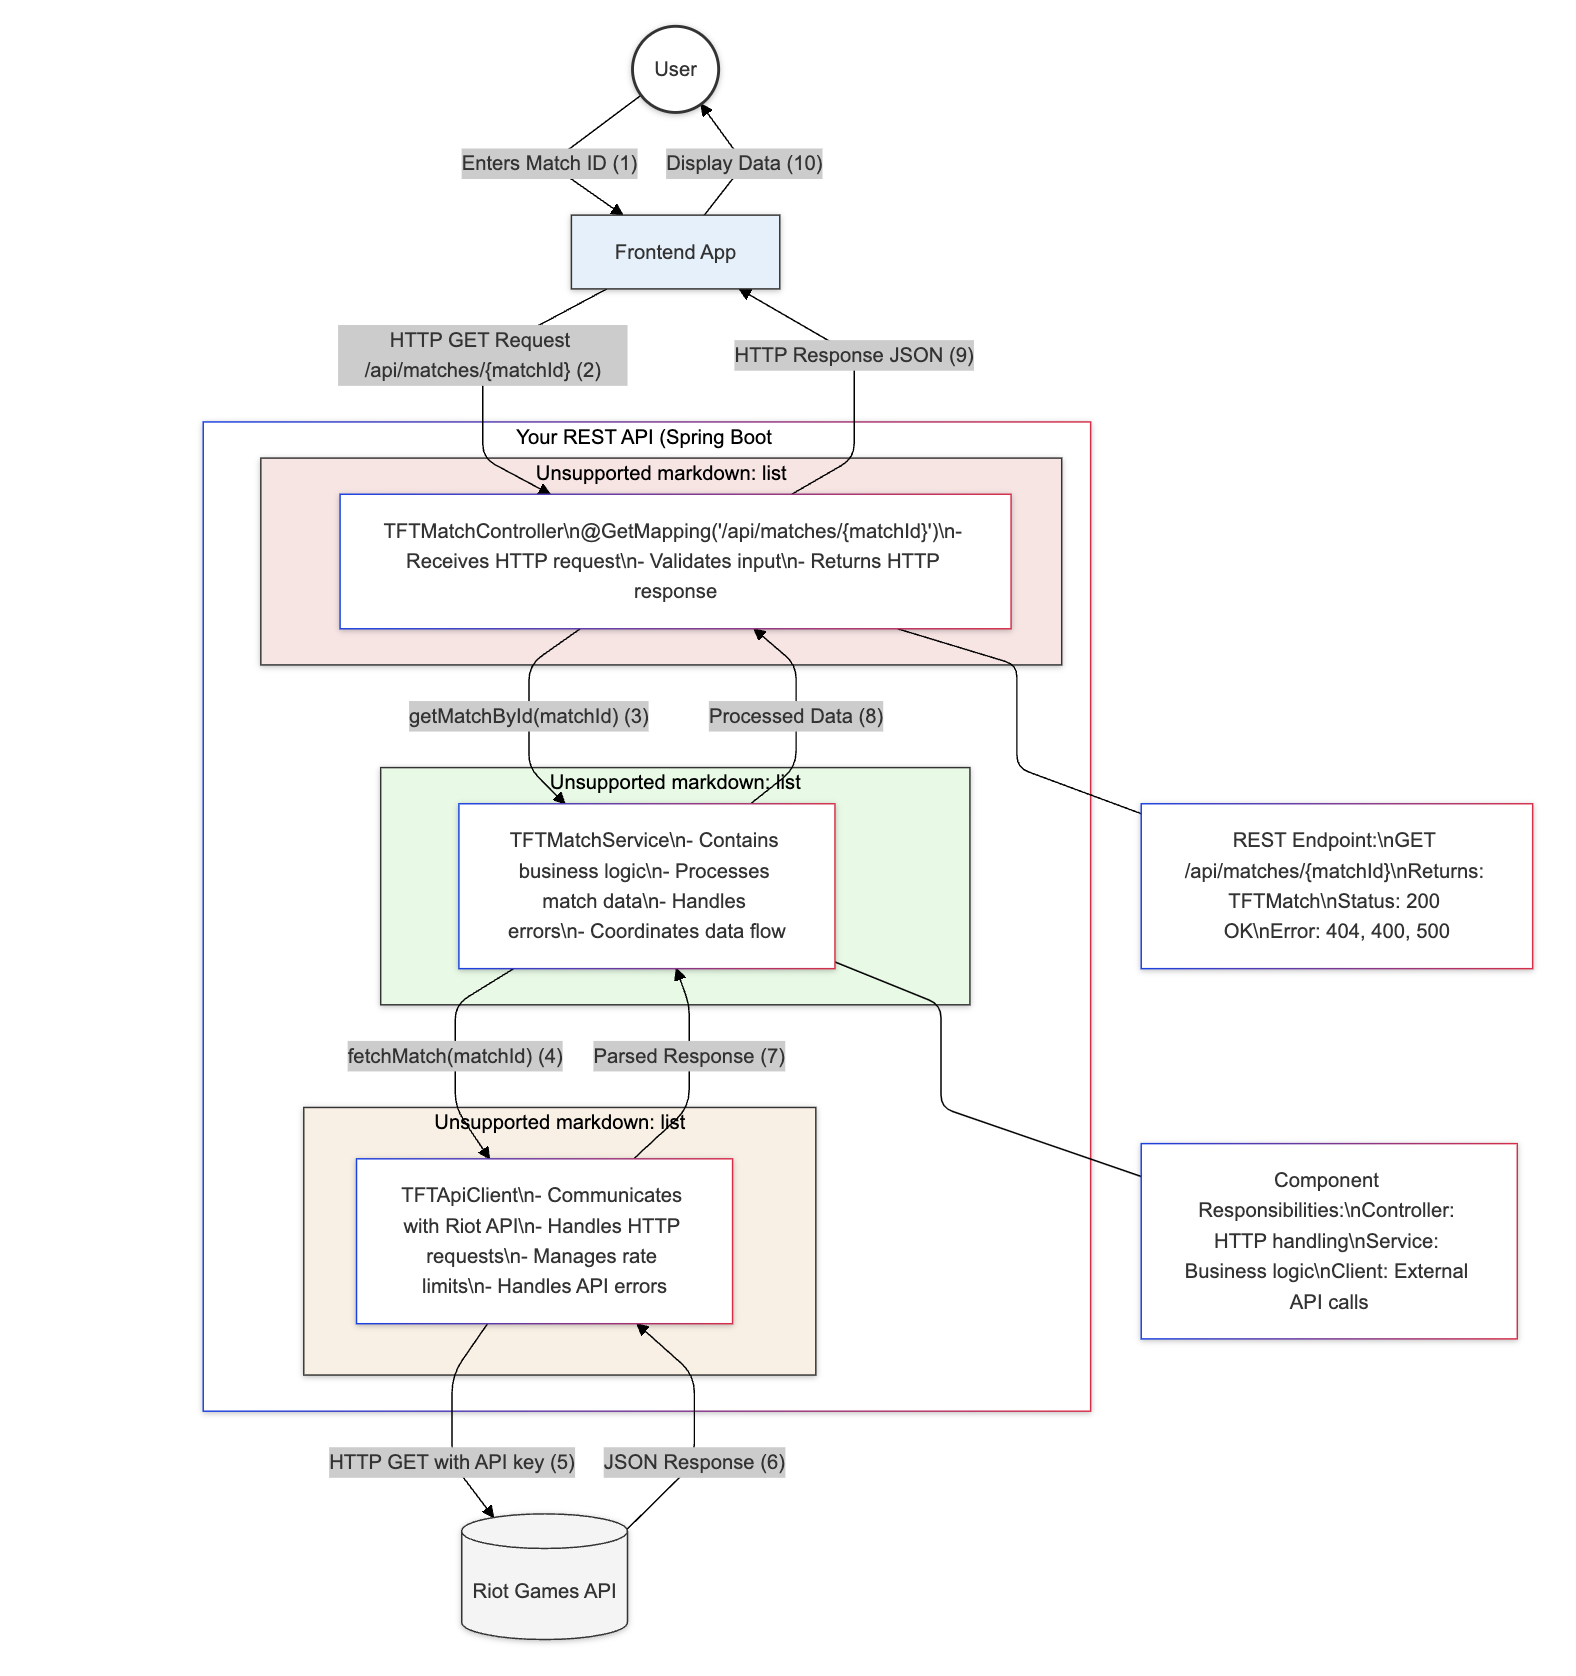 User
Enters Match ID (1)
Display Data (10)
Frontend App
HTTP GET Request
/api/matches/{matchId} (2)
HTTP Response JSON (9)
Your REST API (Spring Boot
Unsupported markdown: list
TFTMatchController\n@GetMapping('/api/matches/{matchId}')\n-
Receives HTTP request\n- Validates input\n- Returns HTTP
response
getMatchById(matchId) (3)
Processed Data (8)
Unsupported markdown: list
TFTMatchService\n- Contains
business logic\n- Processes
match data\n- Handles
errors\n- Coordinates data flow
REST Endpoint:\nGET
/api/matches/{matchId}\nReturns:
TFTMatch\nStatus: 200
OK\nError: 404, 400, 500
fetchMatch(matchId) (4)
Parsed Response (7)
Unsupported markdown: list
TFTApiClient\n- Communicates
with Riot API\n- Handles HTTP
requests\n- Manages rate
limits\n- Handles API errors
Component
Responsibilities:\nController:
HTTP handling\nService:
Business logic\nClient: External
API calls
HTTP GET with API key (5)
JSON Response (6)
Riot Games API